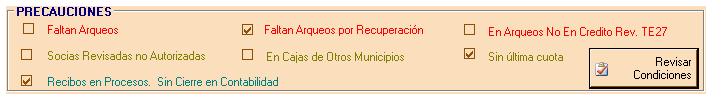 PRECAUCIONES
Faltan Arqueos
Faltan Arqueos por Recuperación
En Arqueos No En Credito Rev. TE27
Socias Revisadas no Autorizadas
En Cajas de Otros Municipios
Sin última cuota
Revisar
Condiciones
Recibos en Procesos. Sin Cierre en Contabilidad